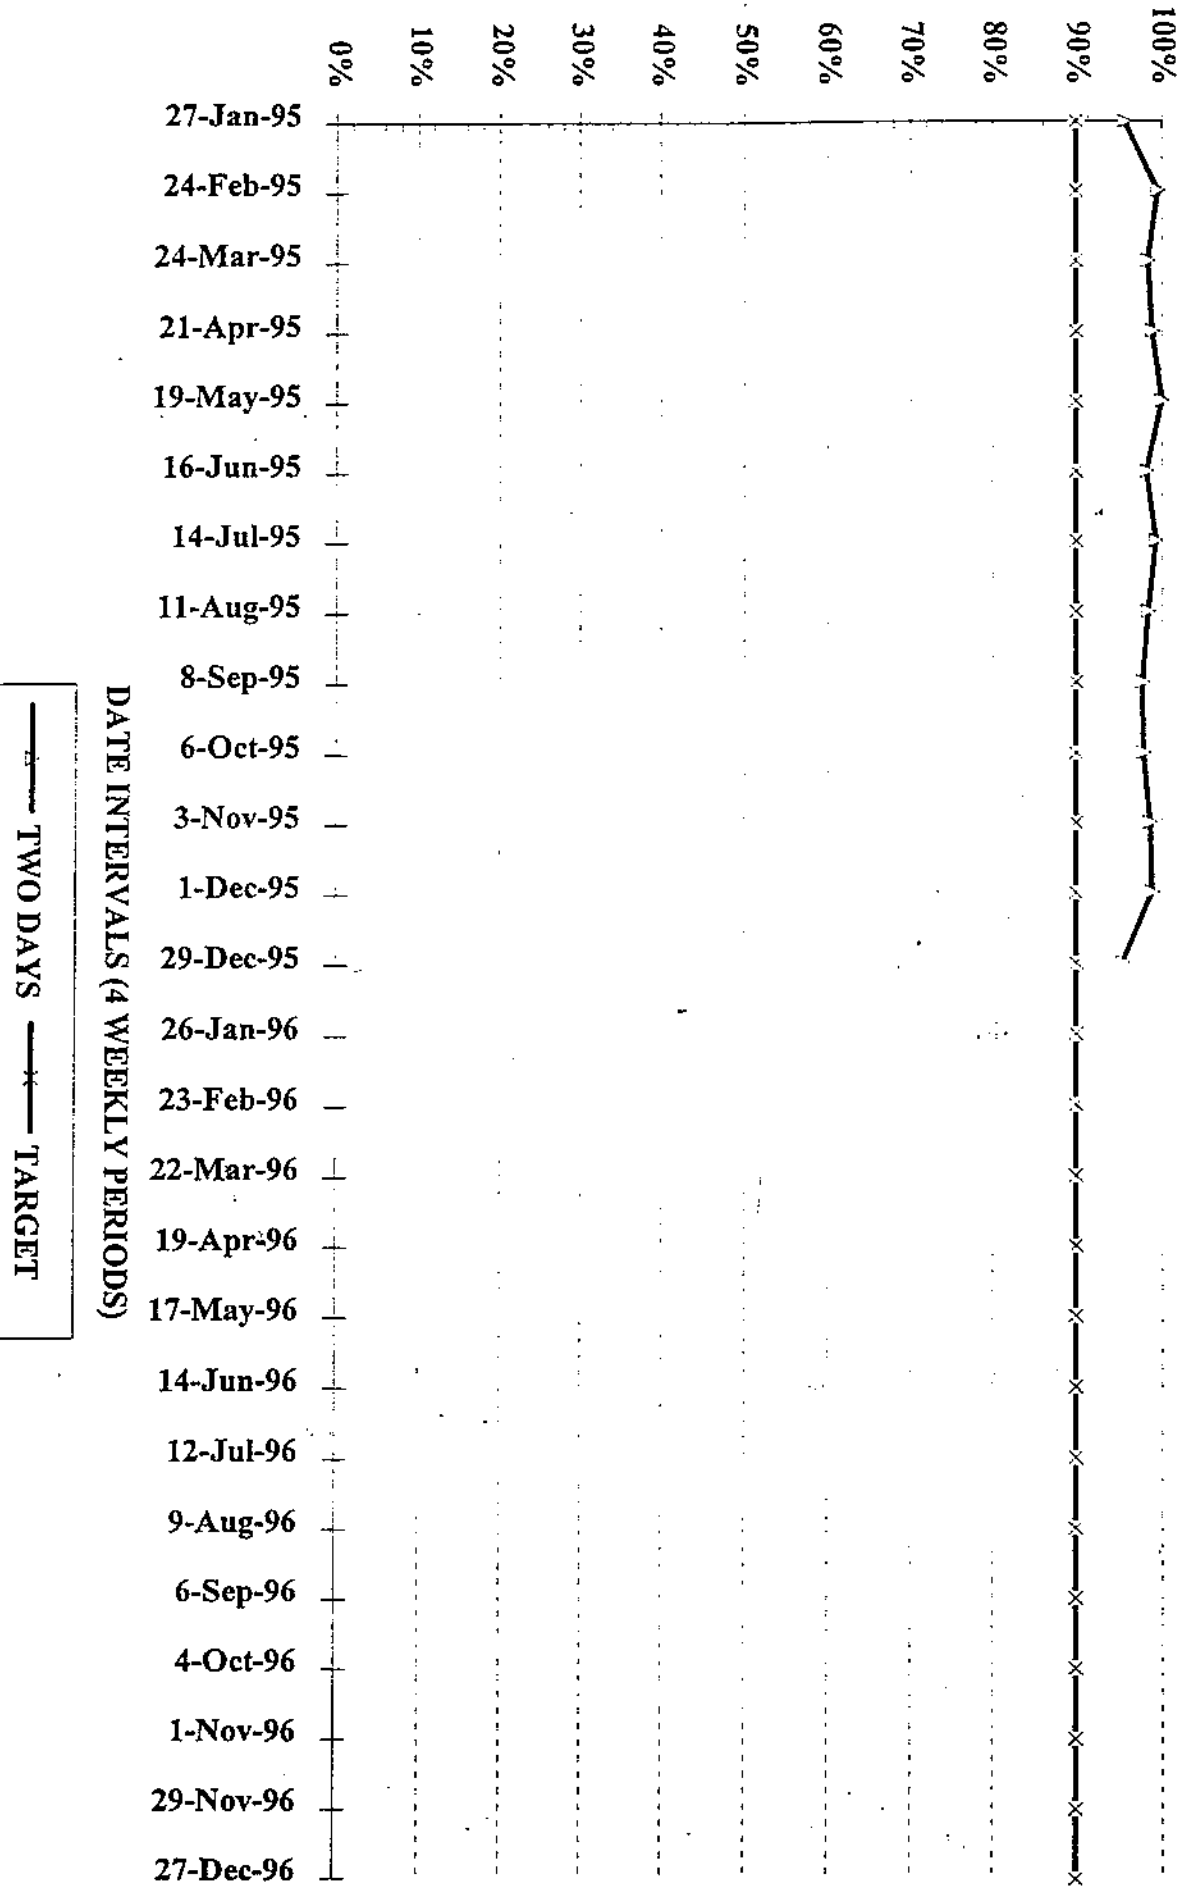 100%
90%
80%
70%
60%
50%
40%
30%
20%
10%
0%
27-Jan-95
24-Feb-95
24-Mar-95
21-Apr-95
19-May-95
16-Jun-95
14-Jul-95
11-Aug-95
8-Sep-95
6-Oct-95
3-Nov-95
1-Dec-95
29-Dec-95
26-Jan-96
23-Feb-96
22-Mar-96
19-Apr-96
17-May-96
14-Jun-96
12-Jul-96
9-Aug-96
6-Sep-96
4-Oct-96
1-Nov-96
29-Nov-96
27-Dec-96
DATE INTERVALS (4 WEEKLY PERIODS)
TWO DAYS TARGET